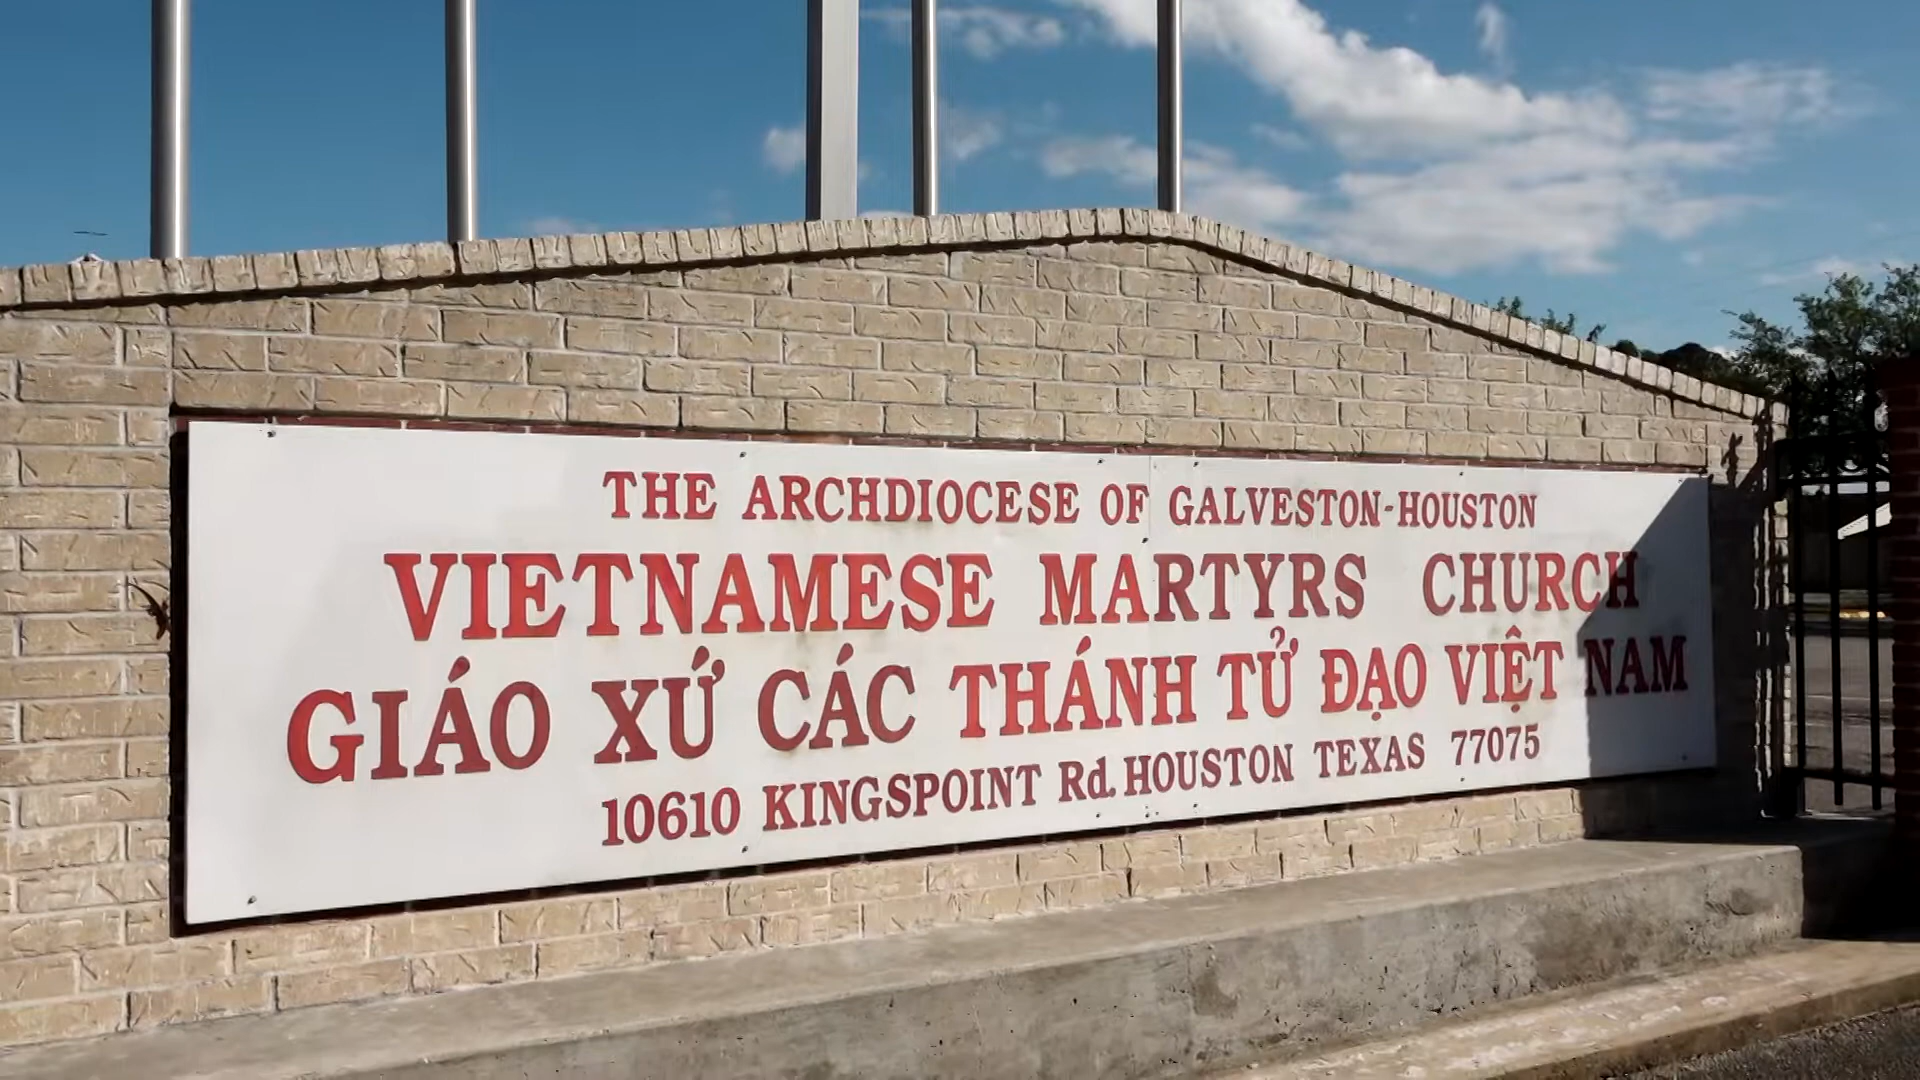 THE ARCHDIOCESE OF GALVESTON-HOUSTON
VIETNAMESE MARTYRS CHURCH
GIÁO XỨ CÁC THÁNH TỬ ĐẠO VIỆT NAM
10610 KINGSPOINT Rd. HOUSTON TEXAS 77075